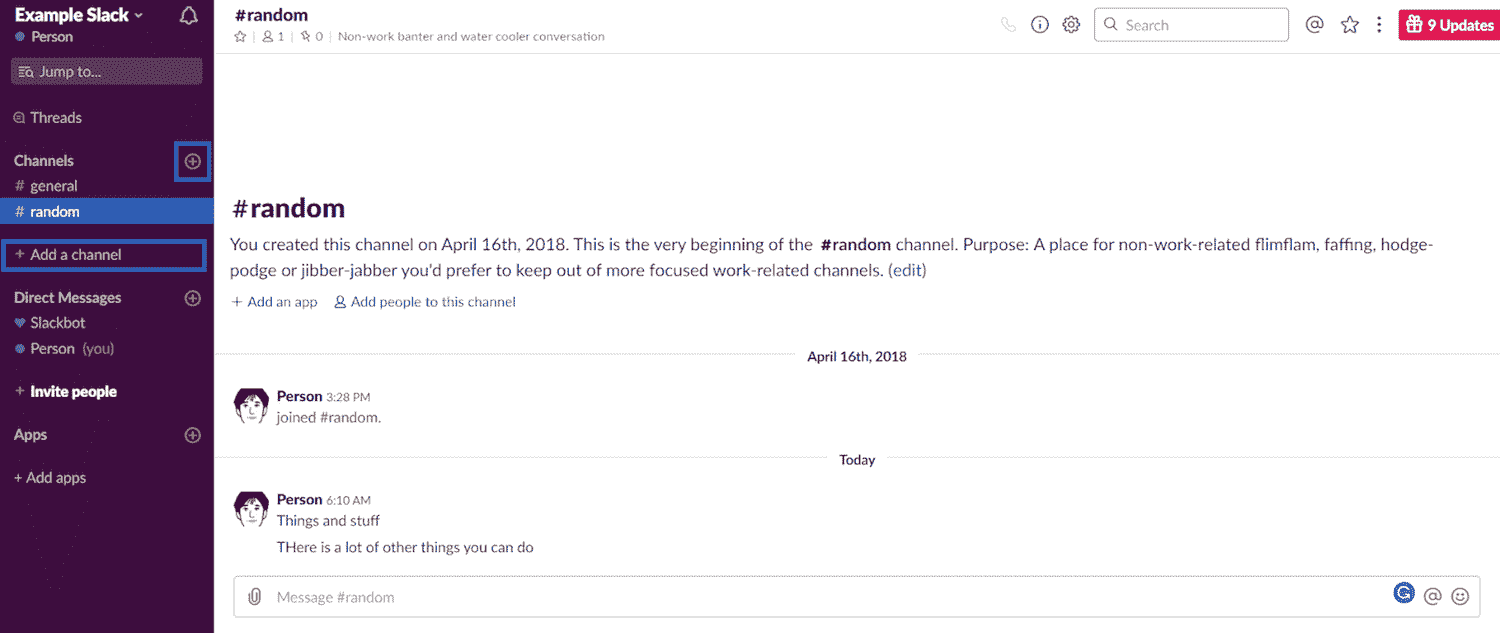 Example Slack
Person
Jump to...
Threads
Channels
# general
# random
+ Add a channel
Direct Messages
Slackbot
Person (you)
+ Invite people
Apps
+ Add apps
#random
1 | 0 | Non-work banter and water cooler conversation
Search
9 Updates
#random
You created this channel on April 16th, 2018. This is the very beginning of the #random channel. Purpose: A place for non-work-related flimflam, faffing, hodge-
podge or jibber-jabber you'd prefer to keep out of more focused work-related channels. (edit)
+ Add an app Add people to this channel
April 16th, 2018
Person 3:28 PM
joined #random.
Today
Person 6:10 AM
Things and stuff
THere is a lot of other things you can do
Message #random